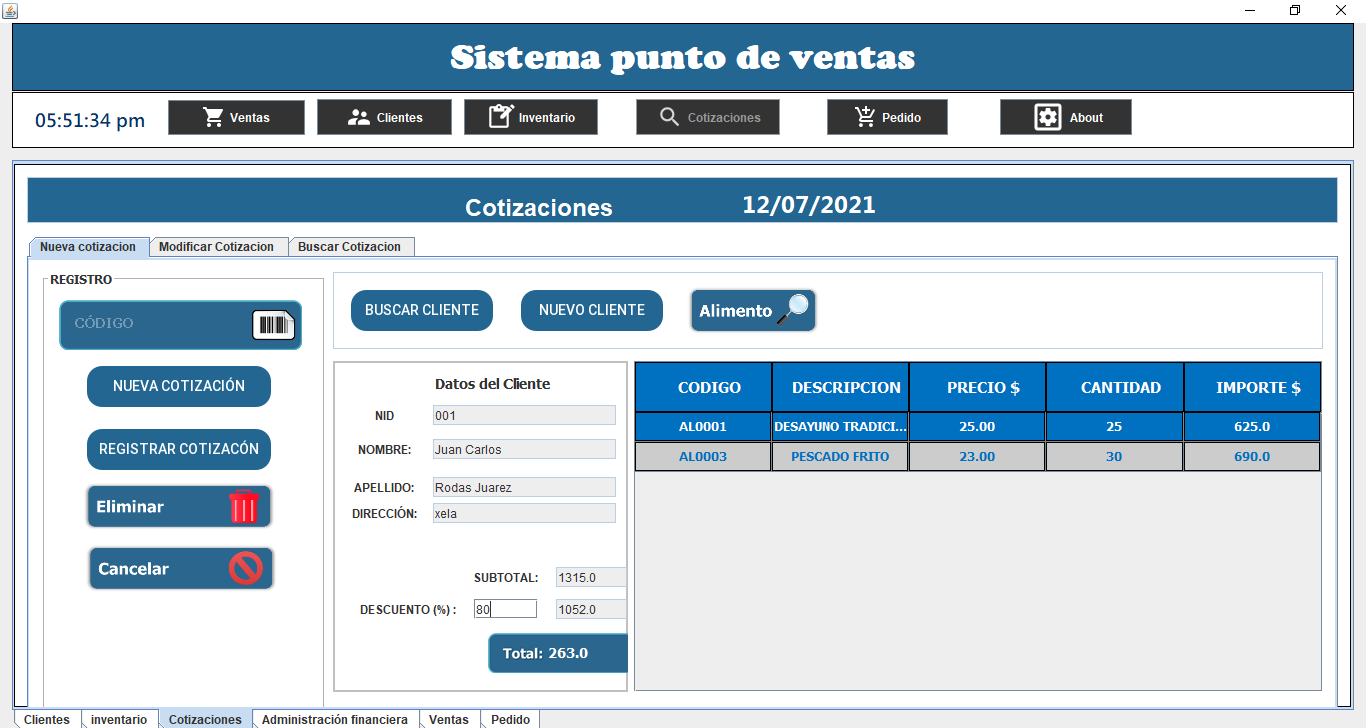 Sistema punto de ventas
05:51:34 pm
Ventas
Clientes
Inventario
Cotizaciones
Pedido
About
Cotizaciones
12/07/2021
Nueva cotizacion
Modificar Cotizacion
Buscar Cotizacion
REGISTRO
CÓDIGO
NUEVA COTIZACIÓN
REGISTRAR COTIZACÓN
Eliminar
Cancelar
BUSCAR CLIENTE
NUEVO CLIENTE
Alimento
Datos del Cliente
NID 001
NOMBRE: Juan Carlos
APELLIDO: Rodas Juarez
DIRECCIÓN: xela
SUBTOTAL: 1315.0
DESCUENTO (%) : 80 1052.0
Total: 263.0
CODIGO DESCRIPCION PRECIO $ CANTIDAD IMPORTE $
AL0001 DESAYUNO TRADICI... 25.00 25 625.0
AL0003 PESCADO FRITO 23.00 30 690.0
Clientes
inventario
Cotizaciones
Administración financiera
Ventas
Pedido